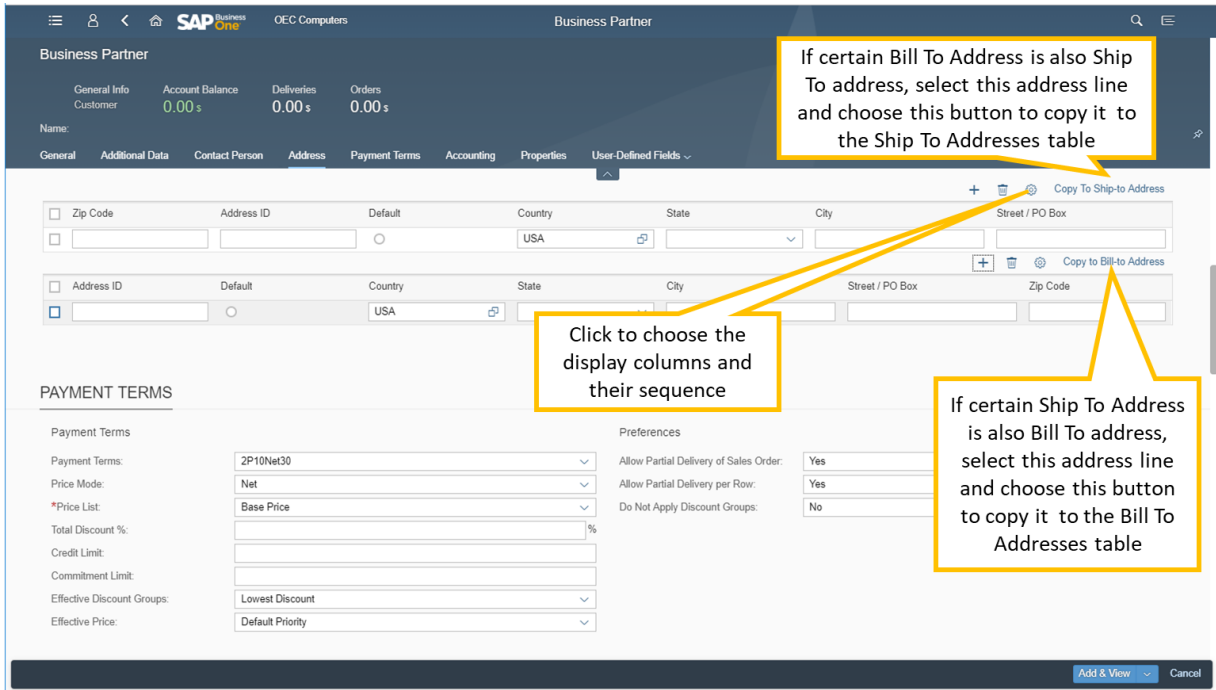 SAP Business One OEC Computers Business Partner
Business Partner
General Info Account Balance Deliveries Orders
Customer 0.00 s 0.00 s 0.00 s
Name:
General Additional Data Contact Person Address Payment Terms Accounting Properties User-Defined Fields
If certain Bill To Address is also Ship
To address, select this address line
and choose this button to copy it to
the Ship To Addresses table
Copy To Ship-to Address
Zip Code Address ID Default Country State City Street / PO Box
USA
Copy to Bill-to Address
Address ID Default Country State City Street / PO Box Zip Code
USA
Click to choose the
display columns and
their sequence
If certain Ship To Address
is also Bill To address,
select this address line
and choose this button
to copy it to the Bill To
Addresses table
PAYMENT TERMS
Payment Terms
Payment Terms: 2P10Net30
Price Mode: Net
*Price List: Base Price
Total Discount %: %
Credit Limit:
Commitment Limit:
Effective Discount Groups: Lowest Discount
Effective Price: Default Priority
Preferences
Allow Partial Delivery of Sales Order: Yes
Allow Partial Delivery per Row: Yes
Do Not Apply Discount Groups: No
Add & View Cancel